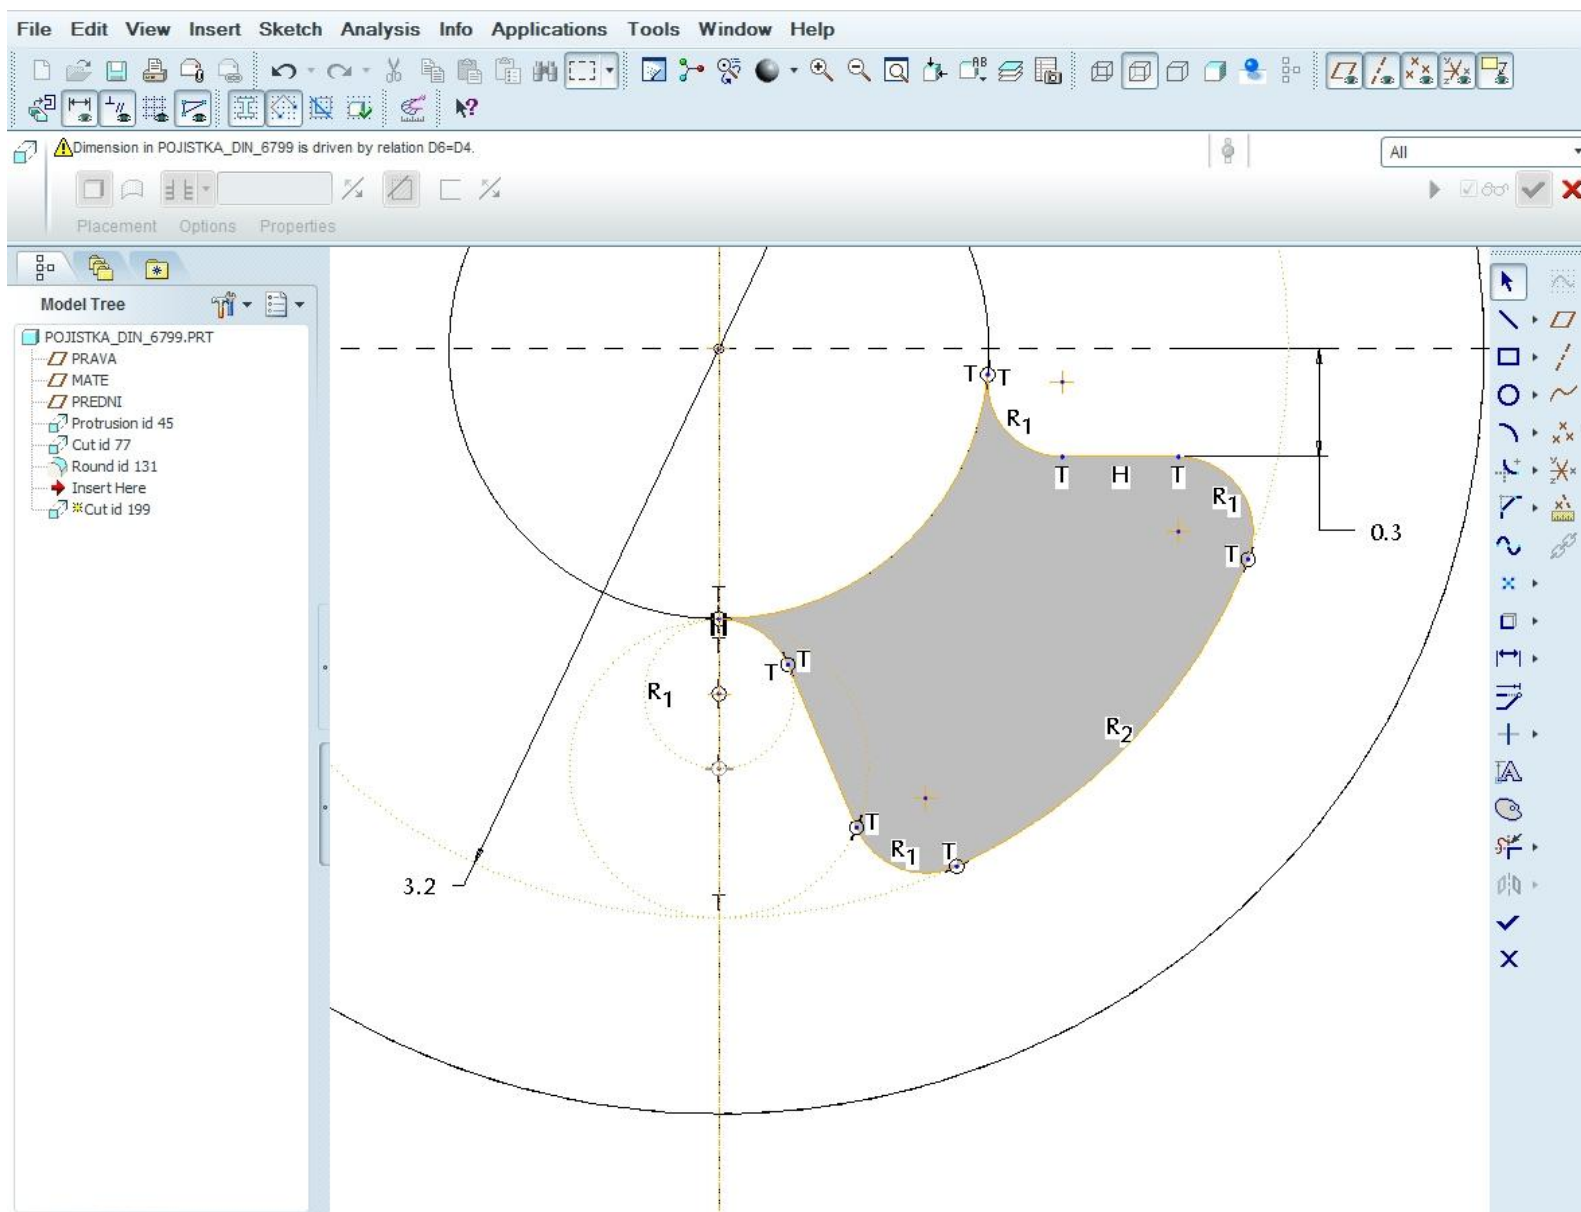 File Edit View Insert Sketch Analysis Info Applications Tools Window Help
Dimension in POJISTKA_DIN_6799 is driven by relation D6=D4.
All
Placement Options Properties
Model Tree
POJISTKA_DIN_6799.PRT
PRAVA
MATE
PREDNI
Protrusion id 45
Cut id 77
Round id 131
Insert Here
Cut id 199
T T
R1
T H T
R1
0.3
T
T
H
T
T T
R1
R2
T
R1 T
3.2
T